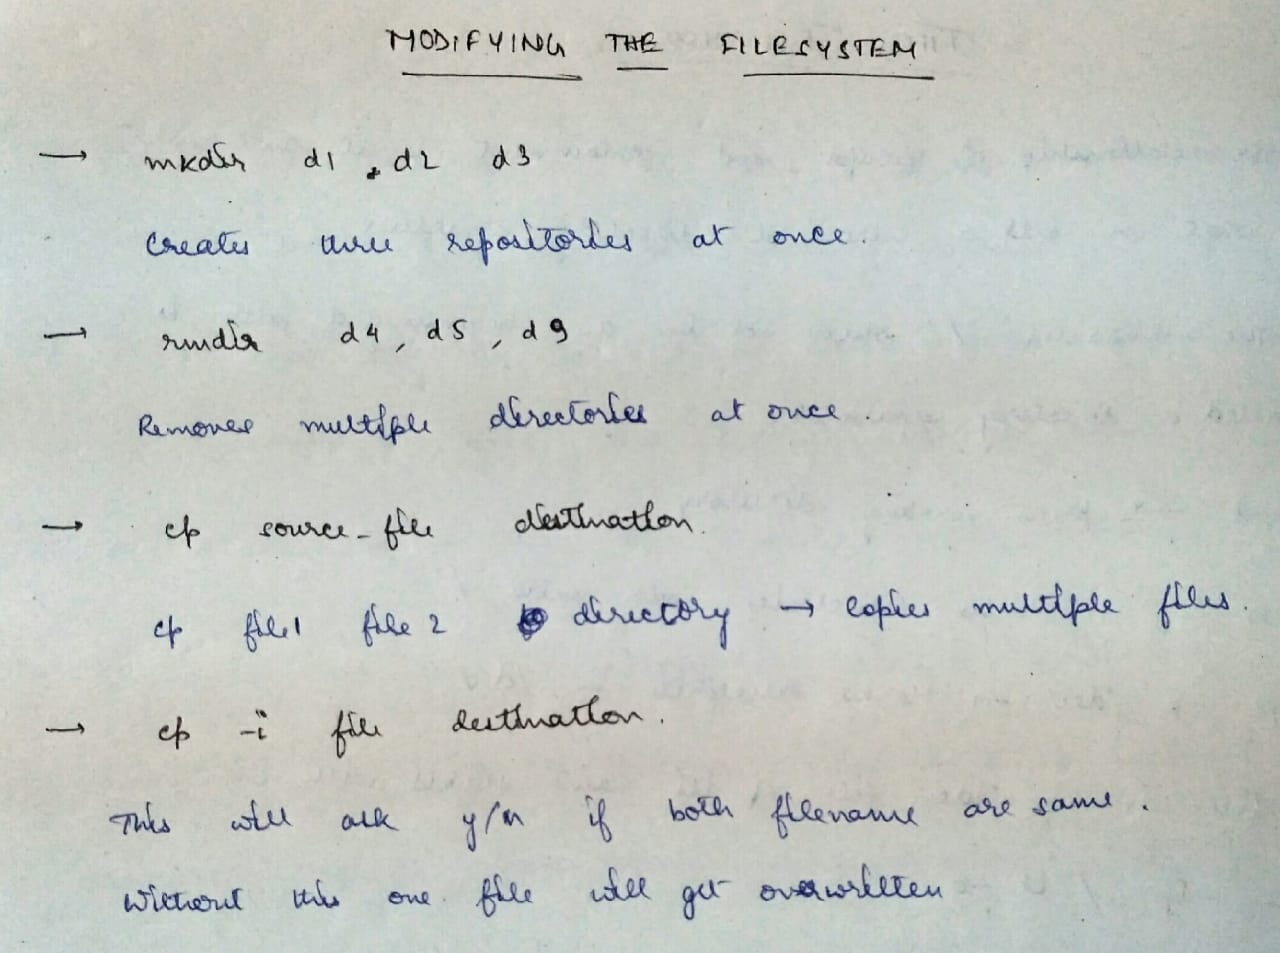 MODIFYING THE FILESYSTEM
→ mkdir d1 d2 d3
Creates three repositories at once.
→ rmdir d4, d5, d9
Removes multiple directories at once.
→ cp source-file destination.
cp file1 file2 directory → Copies multiple files.
→ cp -i file destination.
This will ask y/n if both filename are same.
Without this one file will get overwritten